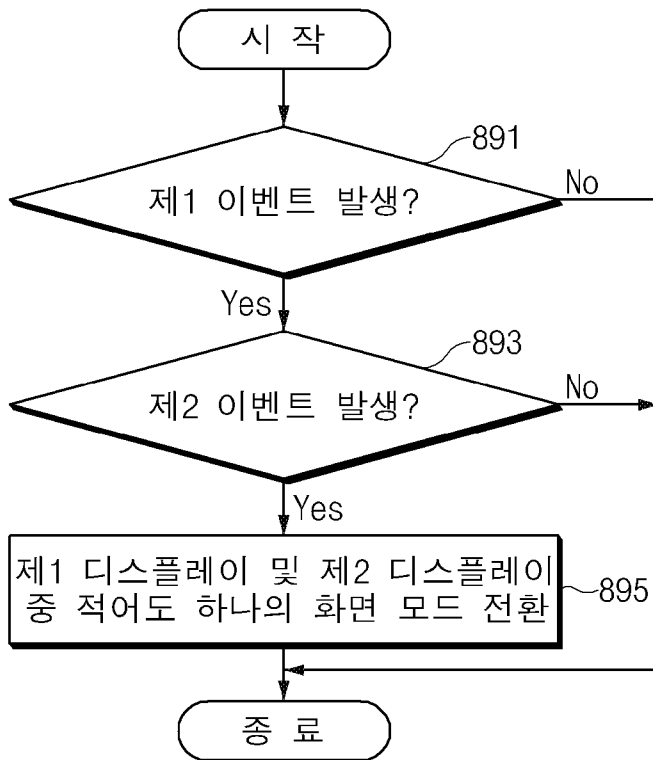 시 작
891
제1 이벤트 발생?
No
Yes
893
제2 이벤트 발생?
No
Yes
제1 디스플레이 및 제2 디스플레이
중 적어도 하나의 화면 모드 전환
895
종 료